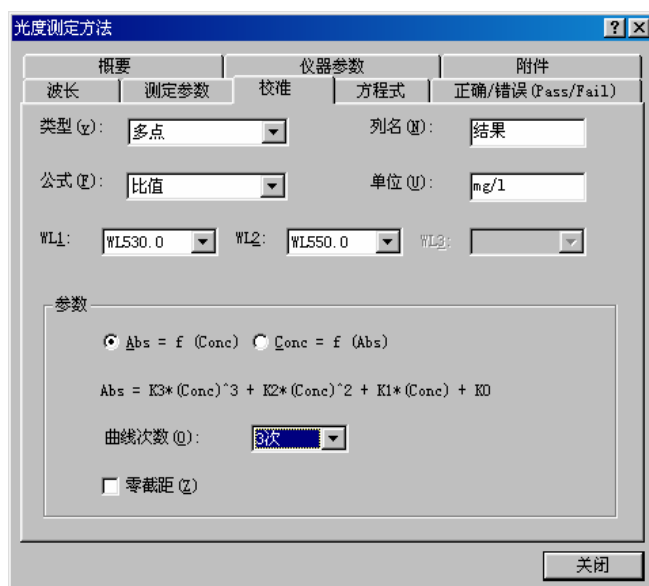 光度测定方法
概要 仪器参数 附件
波长 测定参数 校准 方程式 正确/错误(Pass/Fail)
类型(y): 多点 列名(N): 结果
公式(F): 比值 单位(U): mg/l
WL1: WL530.0 WL2: WL550.0 WL3:
参数
Abs = f (Conc) Conc = f (Abs)
Abs = K3*(Conc)^3 + K2*(Conc)^2 + K1*(Conc) + K0
曲线次数(O): 3次
零截距(Z)
关闭